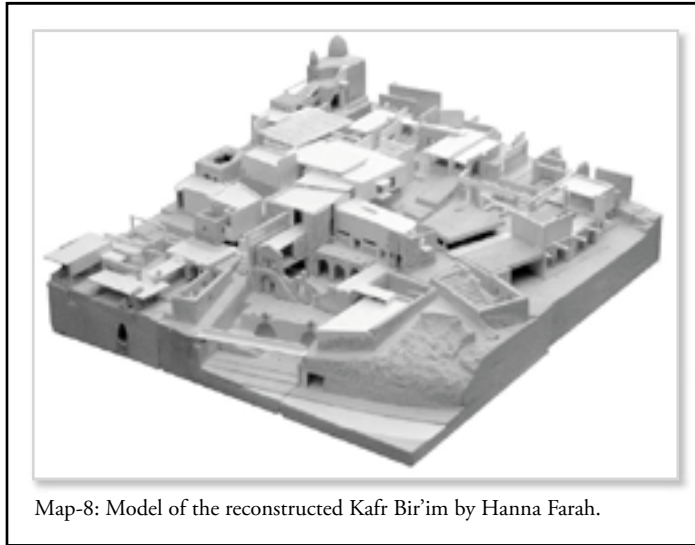 Map-8: Model of the reconstructed Kafr Bir’im by Hanna Farah.